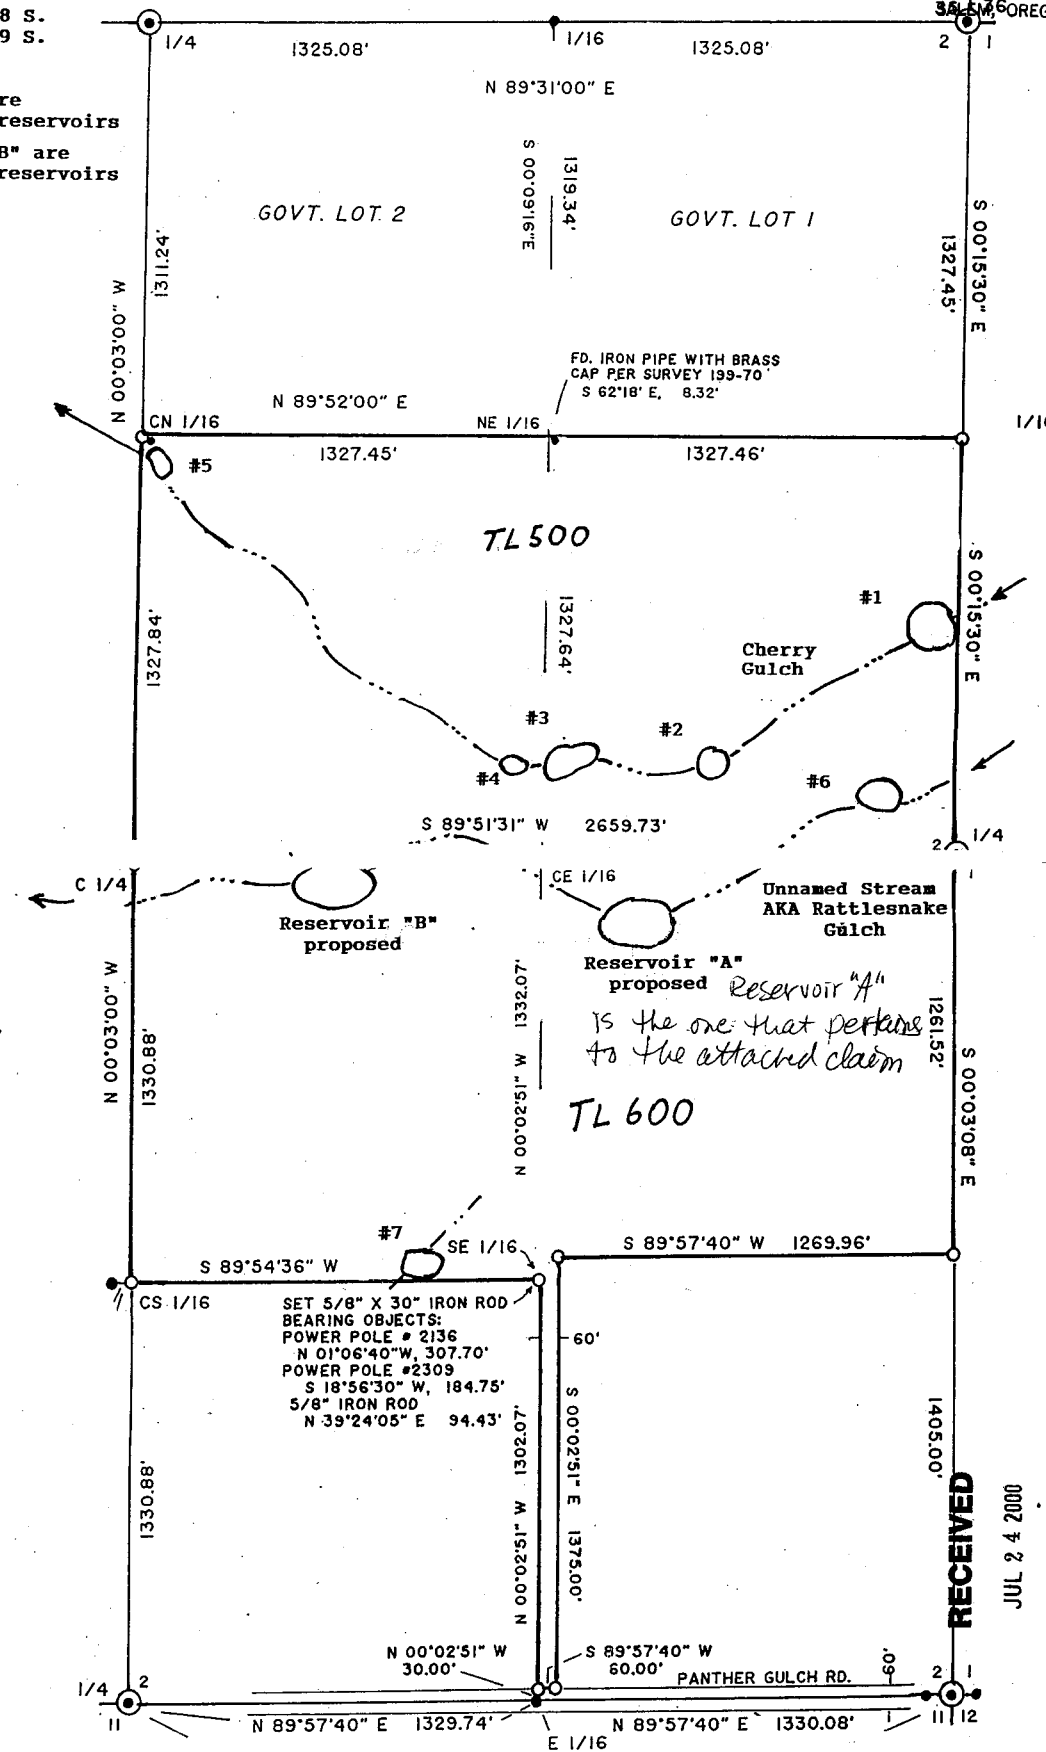 8 S.
9 S.
SALEM, OREG
35 36
1/4
1325.08'
1/16
1325.08'
2 1
N 89°31'00" E
re
reservoirs
B" are
reservoirs
S 00°09'16"E
1319.34'
GOVT. LOT 2
GOVT. LOT 1
1311.24'
N 00°03'00" W
1327.45'
S 00°15'30" E
FD. IRON PIPE WITH BRASS
CAP PER SURVEY 199-70
S 62°18' E, 8.32'
N 89°52'00" E
CN 1/16
NE 1/16
1/16
1327.45'
1327.46'
#5
TL 500
1327.84'
1327.64'
#1
S 00°15'30" E
Cherry
Gulch
#3
#2
#4
#6
S 89°51'31" W 2659.73'
2 1/4
1
C 1/4
CE 1/16
Unnamed Stream
AKA Rattlesnake
Gulch
Reservoir "B"
proposed
Reservoir "A"
proposed
Reservoir "A"
is the one that pertains
to the attached claim
N 00°03'00" W
1330.88'
N 00°02'51" W 1332.07'
1261.52'
S 00°03'08" E
TL 600
#7
SE 1/16
S 89°57'40" W 1269.96'
S 89°54'36" W
CS 1/16
SET 5/8" X 30" IRON ROD
BEARING OBJECTS:
POWER POLE # 2136
N 01°06'40"W, 307.70'
POWER POLE #2309
S 18°56'30" W, 184.75'
5/8" IRON ROD
N 39°24'05" E 94.43'
60'
1330.88'
N 00°02'51" W 1302.07'
S 00°02'51" E 1375.00'
1405.00'
RECEIVED
JUL 24 2000
N 00°02'51" W
30.00'
S 89°57'40" W
60.00'
PANTHER GULCH RD.
60'
1/4 2
11
2 1
11 12
N 89°57'40" E 1329.74'
N 89°57'40" E 1330.08'
E 1/16